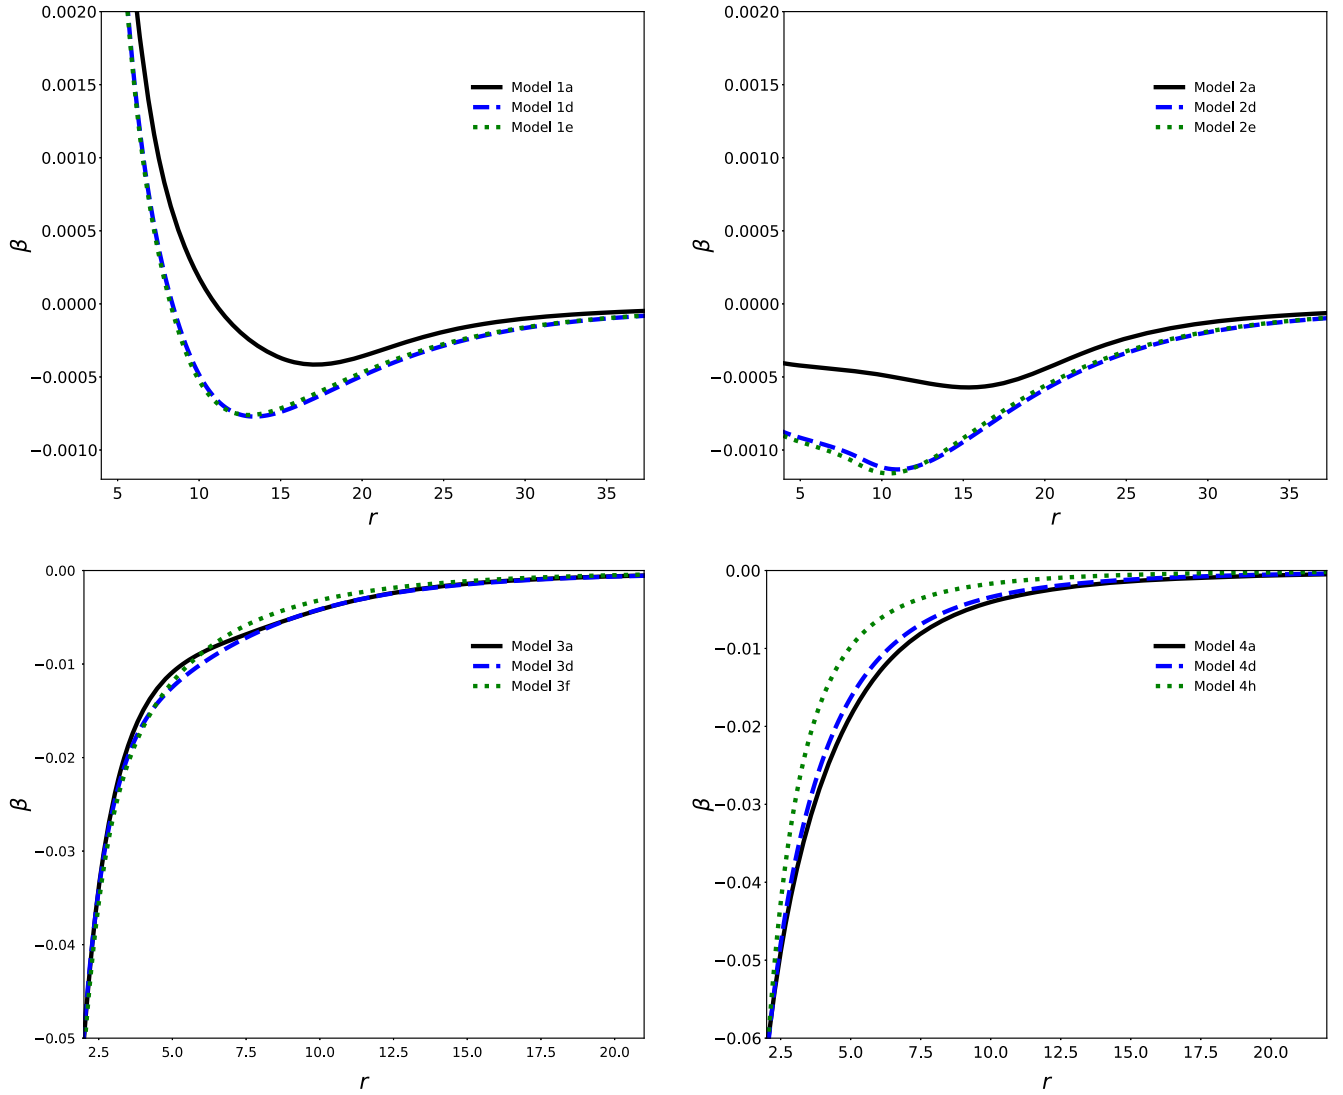 0.0020
0.0015
0.0010
0.0005
0.0000
−0.0005
−0.0010
β
5 10 15 20 25 30 35
r
Model 1a
Model 1d
Model 1e
0.0020
0.0015
0.0010
0.0005
0.0000
−0.0005
−0.0010
β
5 10 15 20 25 30 35
r
Model 2a
Model 2d
Model 2e
0.00
−0.01
−0.02
−0.03
−0.04
−0.05
β
2.5 5.0 7.5 10.0 12.5 15.0 17.5 20.0
r
Model 3a
Model 3d
Model 3f
0.00
−0.01
−0.02
−0.03
−0.04
−0.05
−0.06
β
2.5 5.0 7.5 10.0 12.5 15.0 17.5 20.0
r
Model 4a
Model 4d
Model 4h